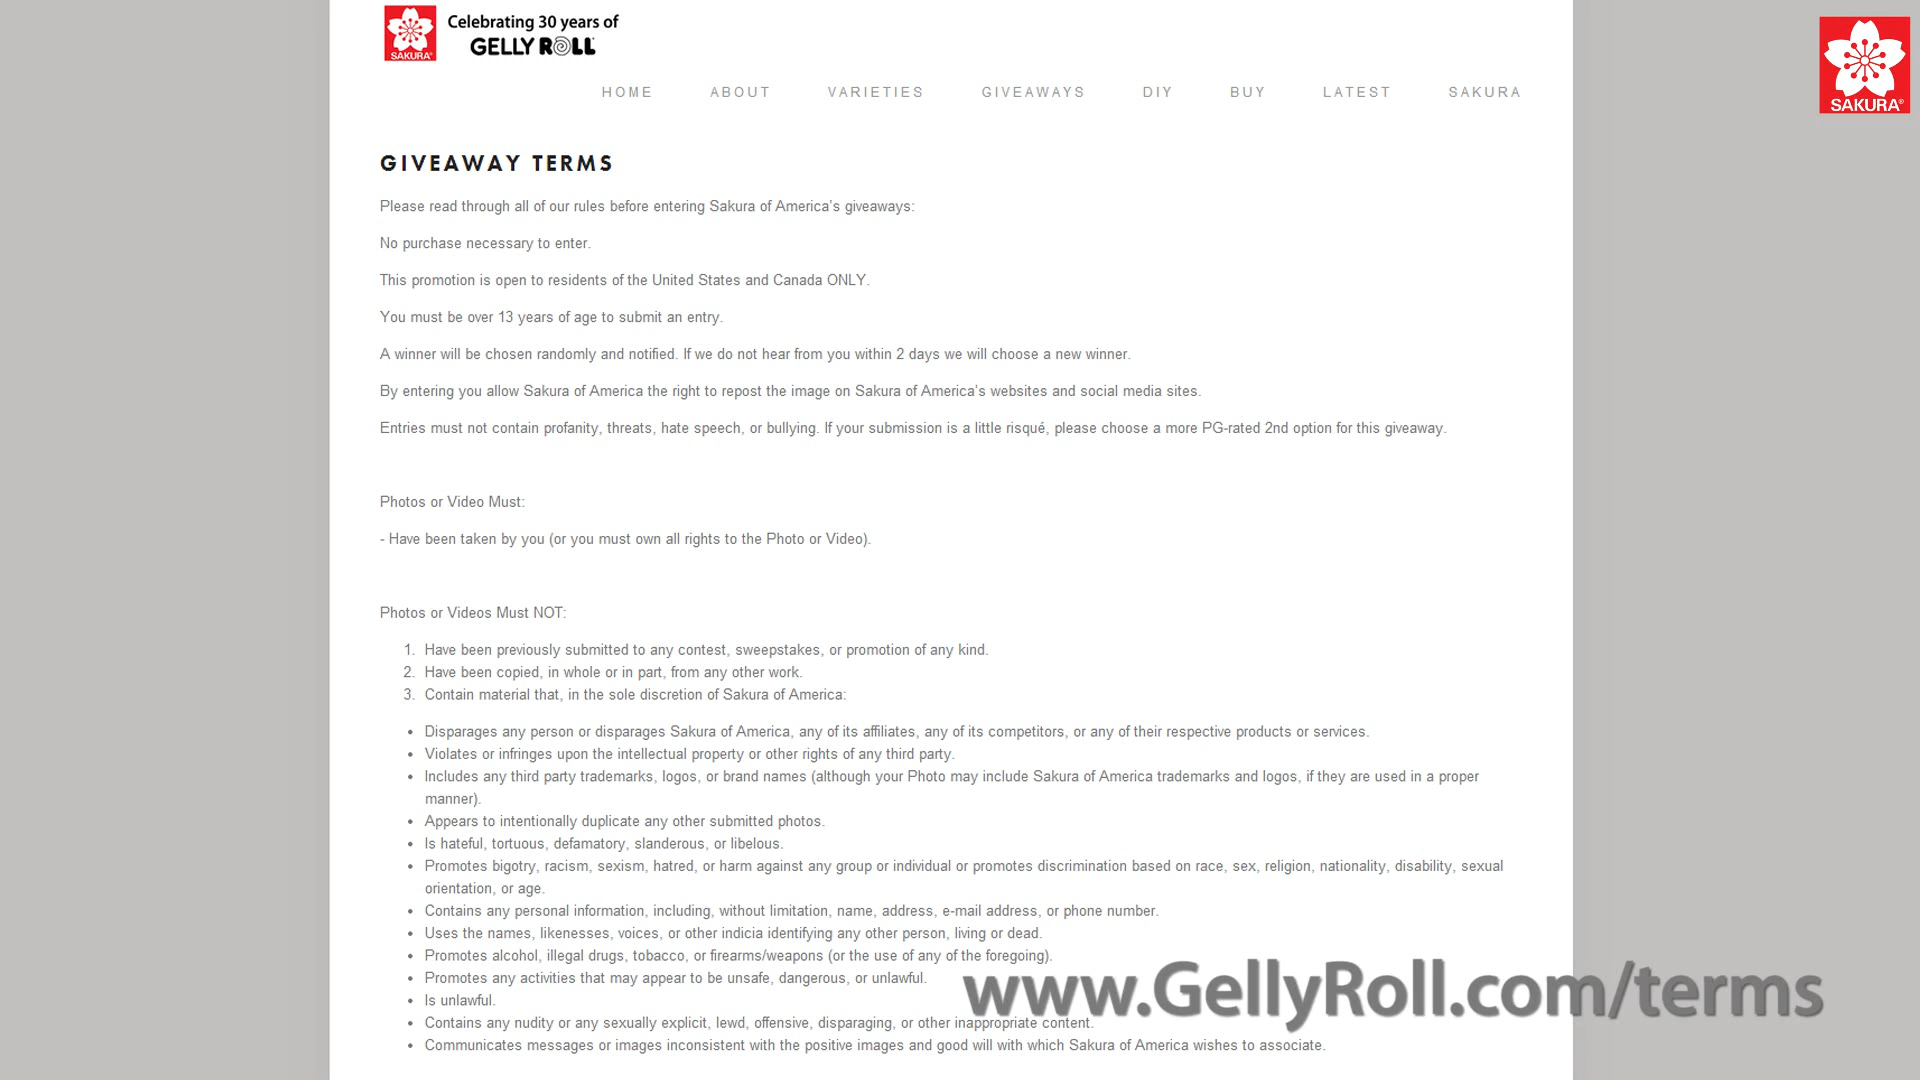 Celebrating 30 years of
SAKURA®
GELLY ROLL
HOME ABOUT VARIETIES GIVEAWAYS DIY BUY LATEST SAKURA
SAKURA®
GIVEAWAY TERMS
Please read through all of our rules before entering Sakura of America's giveaways:
No purchase necessary to enter.
This promotion is open to residents of the United States and Canada ONLY.
You must be over 13 years of age to submit an entry.
A winner will be chosen randomly and notified. If we do not hear from you within 2 days we will choose a new winner.
By entering you allow Sakura of America the right to repost the image on Sakura of America's websites and social media sites.
Entries must not contain profanity, threats, hate speech, or bullying. If your submission is a little risqué, please choose a more PG-rated 2nd option for this giveaway.
Photos or Video Must:
- Have been taken by you (or you must own all rights to the Photo or Video).
Photos or Videos Must NOT:
1. Have been previously submitted to any contest, sweepstakes, or promotion of any kind.
2. Have been copied, in whole or in part, from any other work.
3. Contain material that, in the sole discretion of Sakura of America:
• Disparages any person or disparages Sakura of America, any of its affiliates, any of its competitors, or any of their respective products or services.
• Violates or infringes upon the intellectual property or other rights of any third party.
• Includes any third party trademarks, logos, or brand names (although your Photo may include Sakura of America trademarks and logos, if they are used in a proper
manner).
• Appears to intentionally duplicate any other submitted photos.
• Is hateful, tortuous, defamatory, slanderous, or libelous.
• Promotes bigotry, racism, sexism, hatred, or harm against any group or individual or promotes discrimination based on race, sex, religion, nationality, disability, sexual
orientation, or age.
• Contains any personal information, including, without limitation, name, address, e-mail address, or phone number.
• Uses the names, likenesses, voices, or other indicia identifying any other person, living or dead.
• Promotes alcohol, illegal drugs, tobacco, or firearms/weapons (or the use of any of the foregoing).
• Promotes any activities that may appear to be unsafe, dangerous, or unlawful.
www.GellyRoll.com/terms
• Is unlawful.
• Contains any nudity or any sexually explicit, lewd, offensive, disparaging, or other inappropriate content.
• Communicates messages or images inconsistent with the positive images and good will with which Sakura of America wishes to associate.